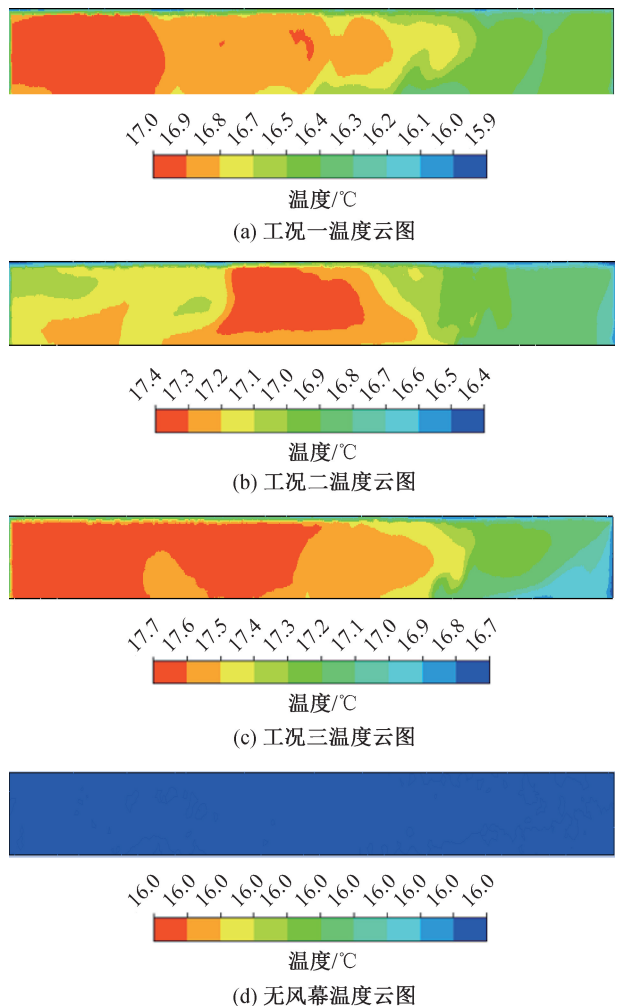 17.0 16.9 16.8 16.7 16.5 16.4 16.3 16.2 16.1 16.0 15.9
温度/℃
(a) 工况一温度云图
17.4 17.3 17.2 17.1 17.0 16.9 16.8 16.7 16.6 16.5 16.4
温度/℃
(b) 工况二温度云图
17.7 17.6 17.5 17.4 17.3 17.2 17.1 17.0 16.9 16.8 16.7
温度/℃
(c) 工况三温度云图
16.0 16.0 16.0 16.0 16.0 16.0 16.0 16.0 16.0 16.0 16.0
温度/℃
(d) 无风幕温度云图